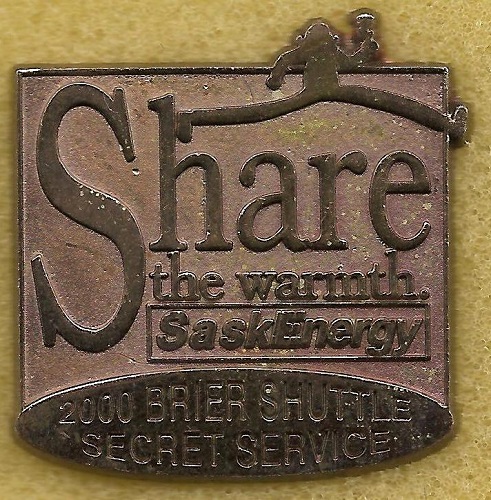 Share
the warmth.
SaskEnergy
2000 BRIER SHUTTLE
SECRET SERVICE